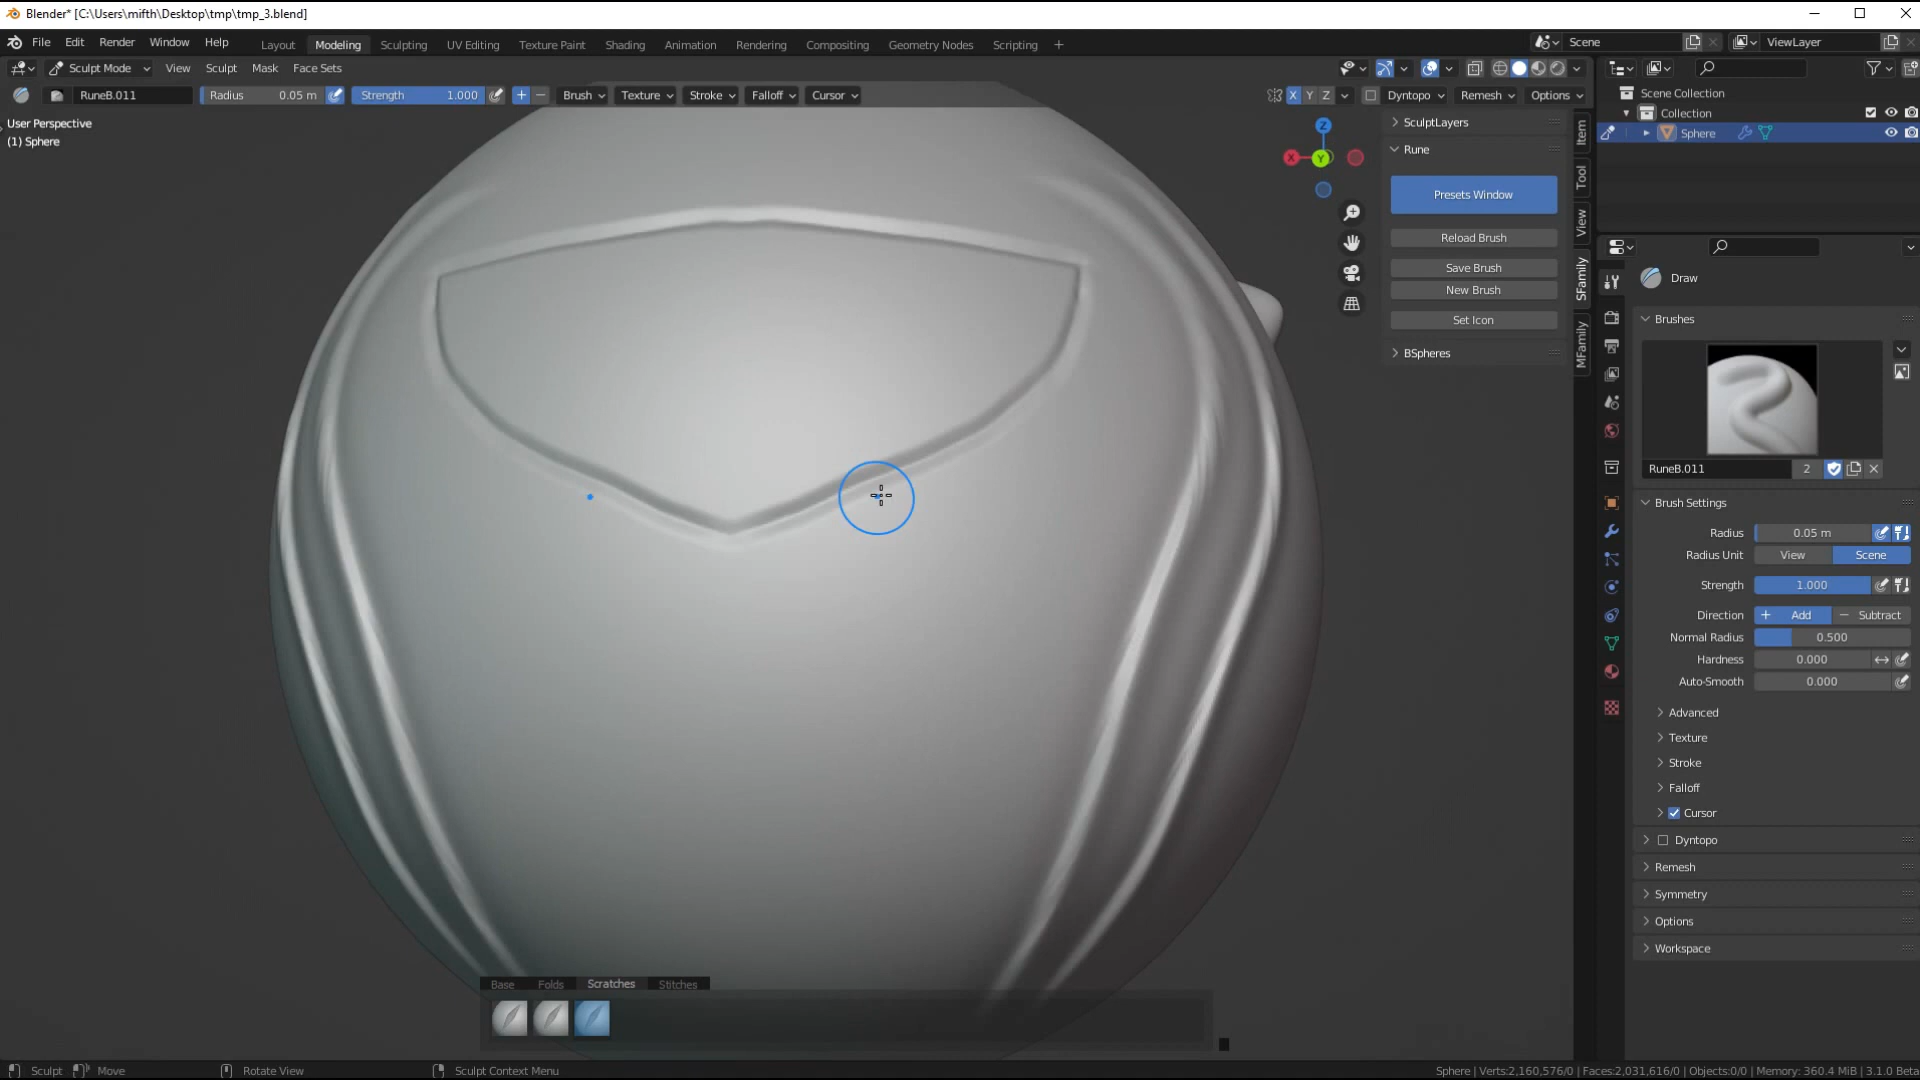 Blender* [C:\Users\mifth\Desktop\tmp\tmp_3.blend]
File Edit Render Window Help Layout Modeling Sculpting UV Editing Texture Paint Shading Animation Rendering Compositing Geometry Nodes Scripting + Scene ViewLayer
Sculpt Mode View Sculpt Mask Face Sets
RuneB.011 Radius 0.05 m Strength 1.000 + − Brush Texture Stroke Falloff Cursor X Y Z Dyntopo Remesh Options
User Perspective
(1) Sphere
Z
X Y
SculptLayers
Rune
Presets Window
Reload Brush
Save Brush
New Brush
Set Icon
BSpheres
Item
Tool
View
SFamily
MFamily
Scene Collection
Collection
Sphere
Draw
Brushes
RuneB.011 2
Brush Settings
Radius 0.05 m
Radius Unit View Scene
Strength 1.000
Direction + Add − Subtract
Normal Radius 0.500
Hardness 0.000
Auto-Smooth 0.000
Advanced
Texture
Stroke
Falloff
Cursor
Dyntopo
Remesh
Symmetry
Options
Workspace
Base Folds Scratches Stitches
Sculpt Move Rotate View Sculpt Context Menu Sphere | Verts:2,160,576/0 | Faces:2,031,616/0 | Objects:0/0 | Memory: 360.4 MiB | 3.1.0 Beta